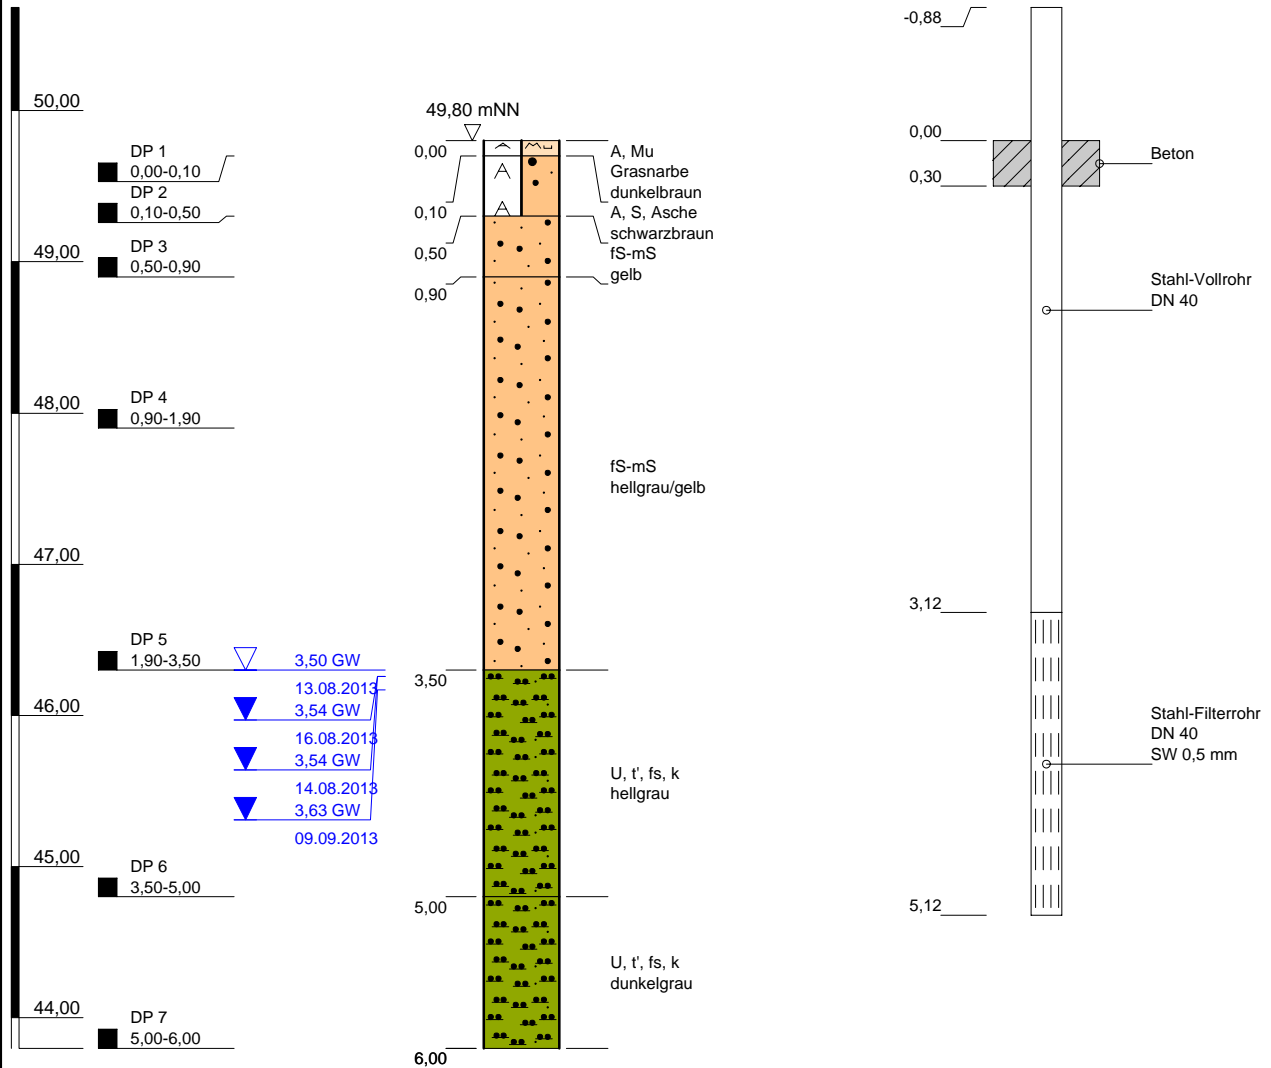 50,00
49,00
48,00
47,00
46,00
45,00
44,00
DP 1
0,00-0,10
DP 2
0,10-0,50
DP 3
0,50-0,90
DP 4
0,90-1,90
DP 5
1,90-3,50
DP 6
3,50-5,00
DP 7
5,00-6,00
3,50 GW
13.08.2013
3,54 GW
16.08.2013
3,54 GW
14.08.2013
3,63 GW
09.09.2013
49,80 mNN
0,00
0,10
0,50
0,90
3,50
5,00
6,00
A, Mu
Grasnarbe
dunkelbraun
A, S, Asche
schwarzbraun
fS-mS
gelb
fS-mS
hellgrau/gelb
U, t', fs, k
hellgrau
U, t', fs, k
dunkelgrau
-0,88
0,00
0,30
3,12
5,12
Beton
Stahl-Vollrohr
DN 40
Stahl-Filterrohr
DN 40
SW 0,5 mm